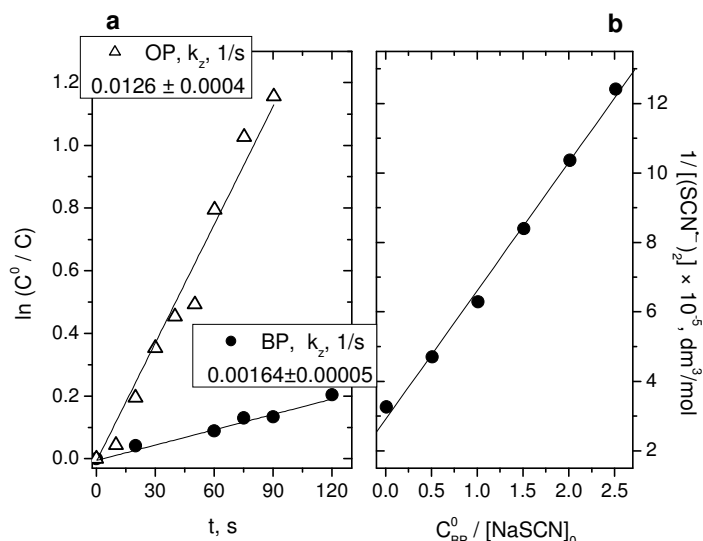 a
b
△ OP, k_z, 1/s
0.0126 ± 0.0004
● BP, k_z, 1/s
0.00164±0.00005
ln (C⁰ / C)
1.2
1.0
0.8
0.6
0.4
0.2
0.0
0 30 60 90 120
t, s
0.0 0.5 1.0 1.5 2.0 2.5
C⁰_BP / [NaSCN]₀
12
10
8
6
4
2
1/[(SCN•−)₂] × 10⁻⁵, dm³/mol